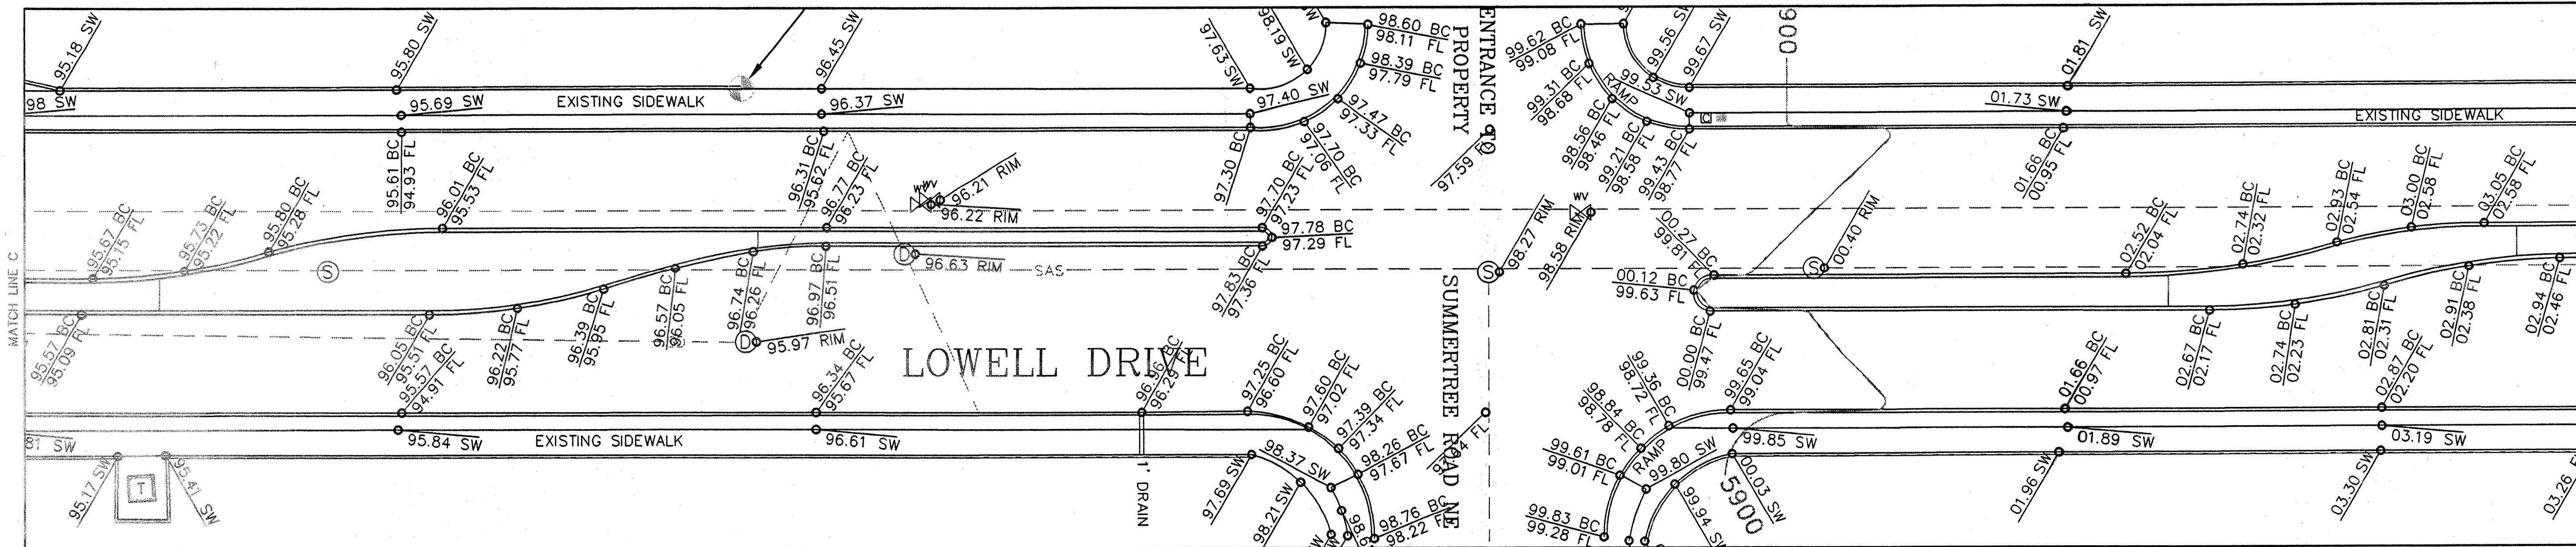 95.18 SW
95.80 SW
96.45 SW
97.63 SW
98.19 SW
98.60 BC
98.11 FL
98.39 BC
97.79 FL
ENTRANCE TO
PROPERTY
99.62 BC
99.08 FL
99.56 SW
99.67 SW
01.81 SW
98 SW
95.69 SW
EXISTING SIDEWALK
96.37 SW
97.40 SW
97.47 BC
97.33 FL
99.31 BC
98.68 FL
RAMP
99.53 SW
01.73 SW
EXISTING SIDEWALK
95.61 BC
94.93 FL
96.01 BC
95.53 FL
96.31 BC
95.62 FL
96.77 BC
96.23 FL
WV
96.21 RIM
96.22 RIM
97.30 BC
97.70 BC
97.06 FL
97.70 BC
97.23 FL
97.59 FL
98.56 BC
98.46 FL
99.21 BC
98.58 FL
99.43 BC
98.77 FL
01.66 BC
00.95 FL
95.67 BC
95.15 FL
95.73 BC
95.22 FL
95.80 BC
95.28 FL
S
97.78 BC
97.29 FL
98.27 RIM
WV
98.58 RIM
00.27 BC
99.81 FL
00.40 RIM
02.52 BC
02.04 FL
02.74 BC
02.32 FL
02.93 BC
02.54 FL
03.00 BC
02.58 FL
03.05 BC
02.58 FL
MATCH LINE C
D
96.63 RIM
SAS
S
S
00.12 BC
99.63 FL
95.57 BC
95.09 FL
96.05 BC
95.51 FL
95.57 BC
94.91 FL
96.22 BC
95.77 FL
96.39 BC
95.95 FL
96.57 BC
96.05 FL
96.74 BC
96.26 FL
96.97 BC
96.51 FL
D
95.97 RIM
97.83 BC
97.36 FL
00.00 BC
99.47 FL
02.67 BC
02.17 FL
02.74 BC
02.23 FL
02.81 BC
02.31 FL
02.91 BC
02.38 FL
02.94 BC
02.46 FL
LOWELL DRIVE
SUMMERTREE ROAD NE
96.34 BC
95.67 FL
96.96 BC
96.29 FL
97.25 BC
96.60 FL
97.60 BC
97.02 FL
97.39 BC
97.34 FL
98.26 BC
97.67 FL
99.36 BC
98.72 FL
98.84 BC
98.78 FL
99.65 BC
99.04 FL
01.66 BC
00.97 FL
02.87 BC
02.20 FL
81 SW
95.84 SW
EXISTING SIDEWALK
96.61 SW
98.37 SW
99.61 BC
99.01 FL
RAMP
99.80 SW
99.85 SW
01.89 SW
03.19 SW
95.17 SW
T
95.41 SW
1' DRAIN
97.69 SW
98.21 SW
98.76 BC
98.22 FL
99.83 BC
99.28 FL
99.94 SW
00.03 SW
5900
01.96 SW
03.30 SW
03.26